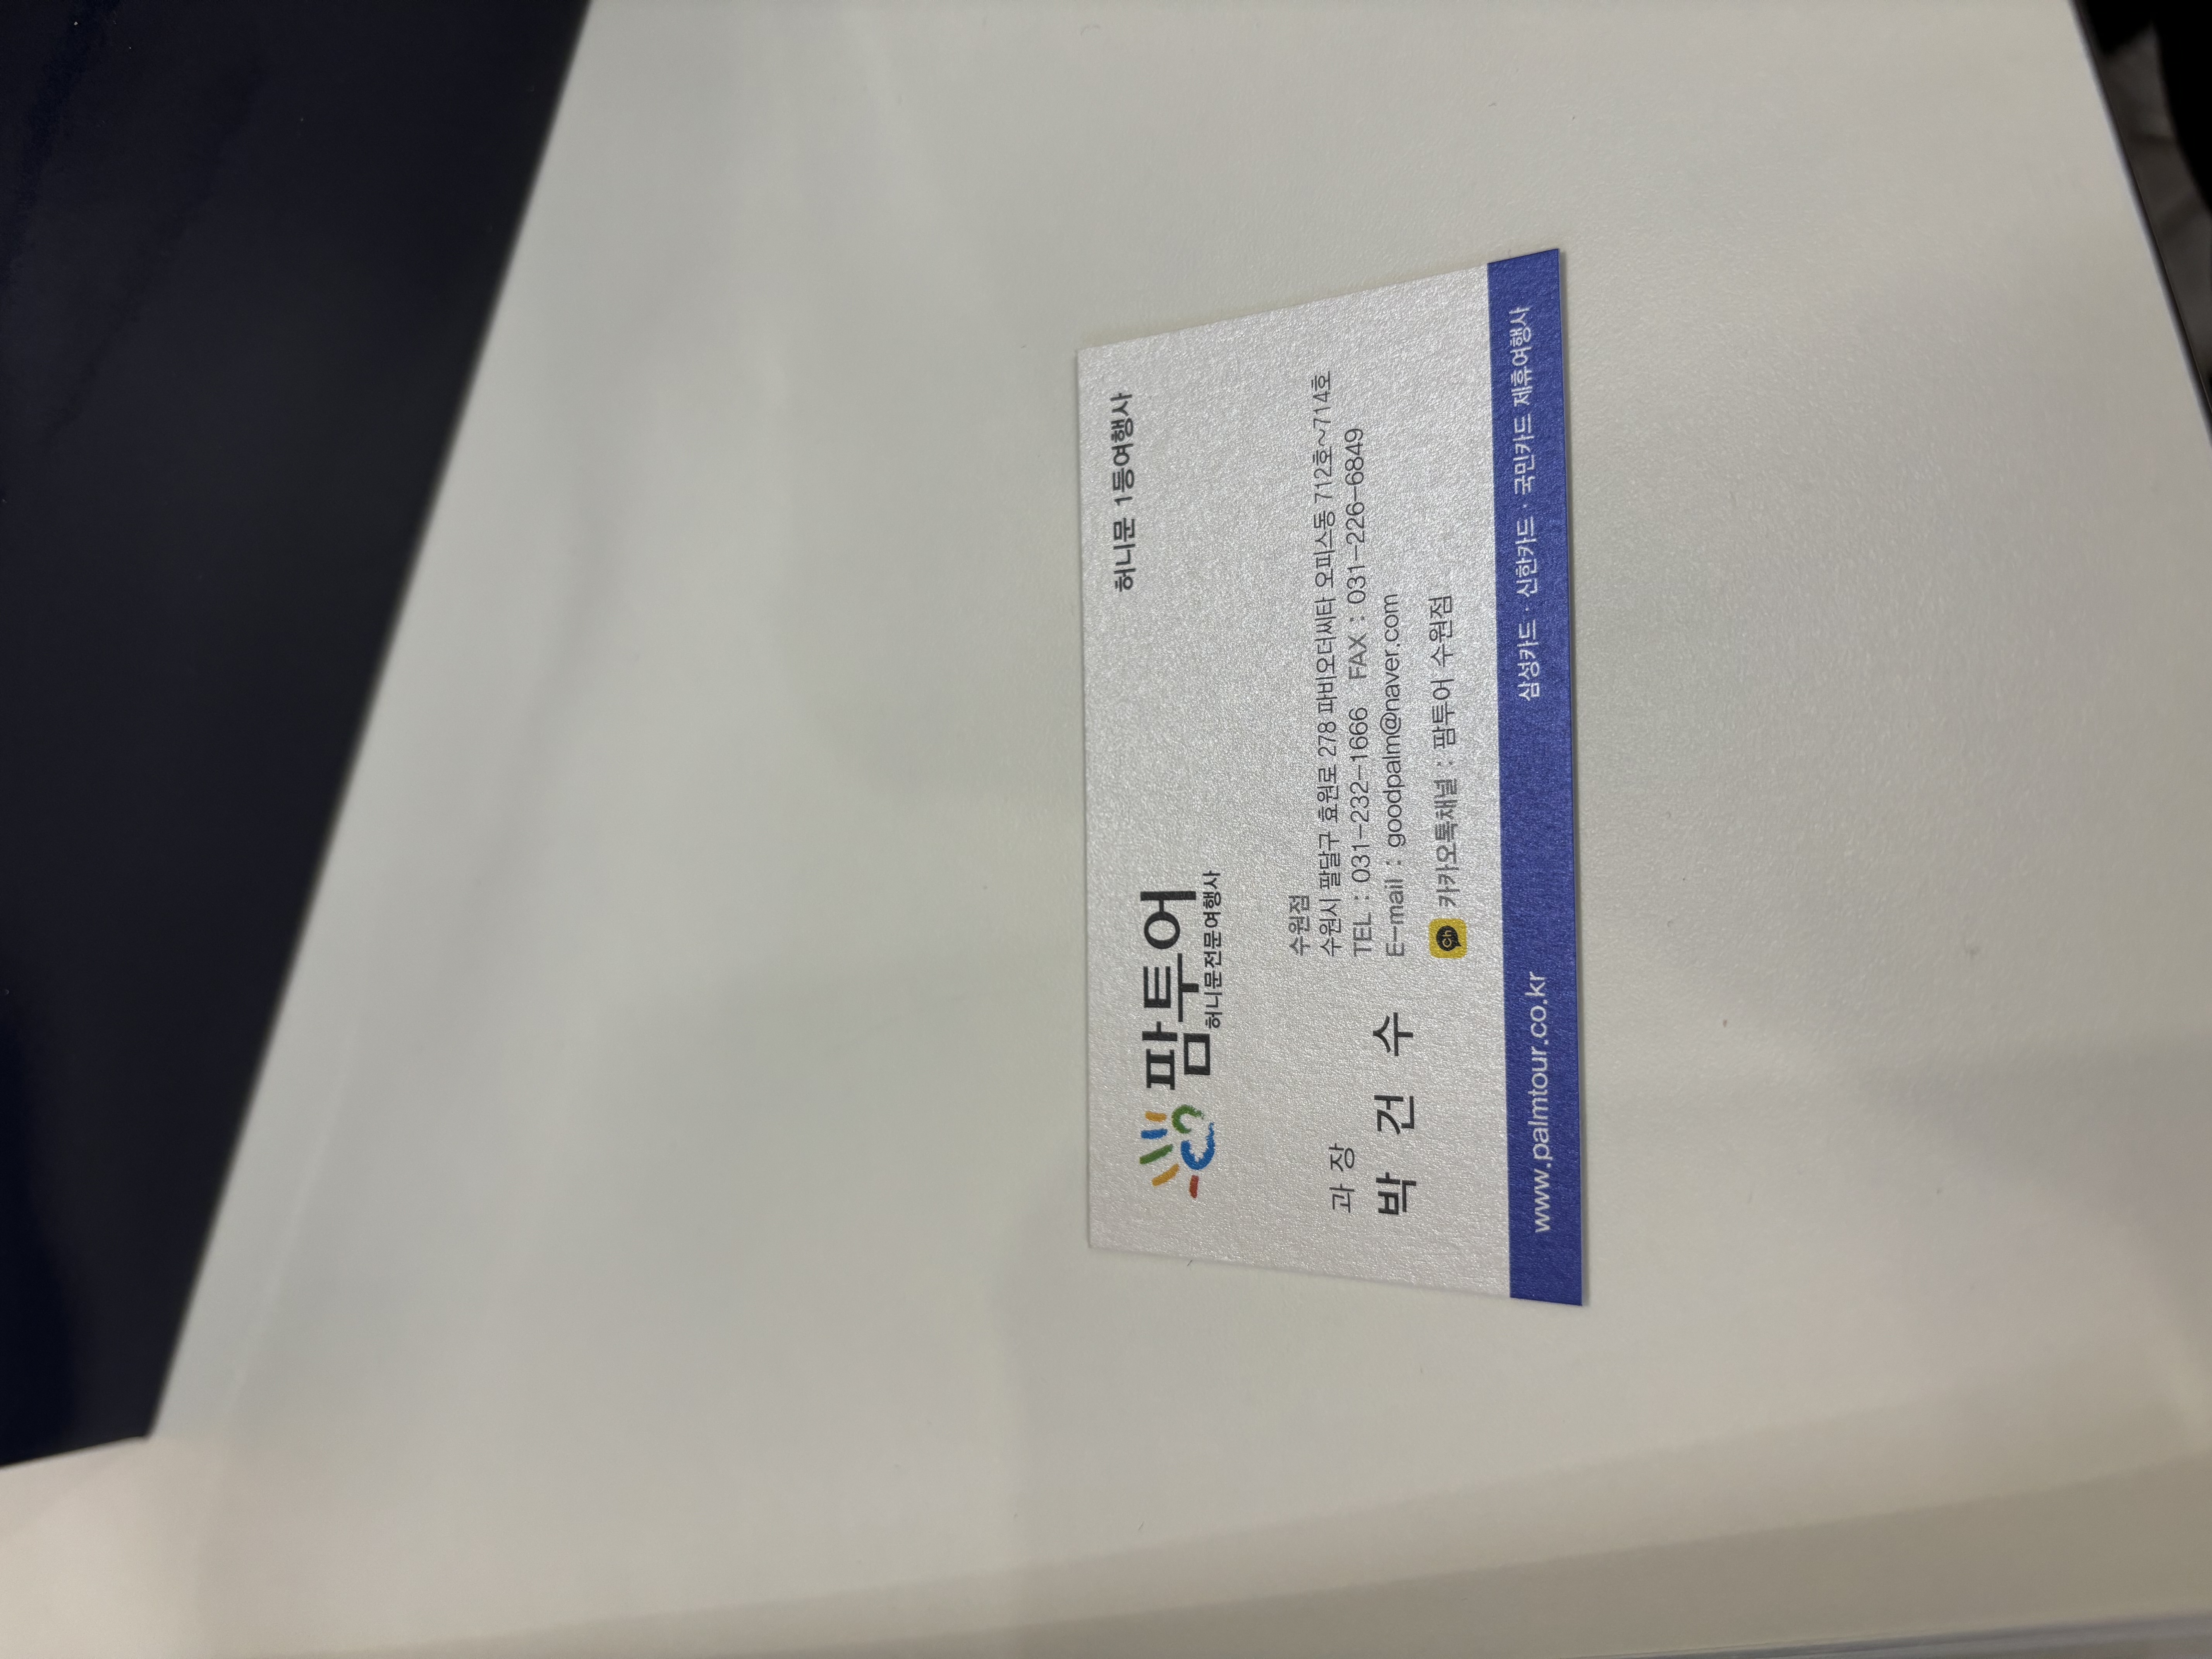 허니문 1등여행사
팜투어
허니문전문여행사
과장
박건수
수원점
수원시 팔달구 효원로 278 파비오더씨타 오피스동 712호~714호
TEL : 031-232-1666 FAX : 031-226-6849
E-mail : goodpalm@naver.com
Ch 카카오톡채널 : 팜투어 수원점
www.palmtour.co.kr
삼성카드 · 신한카드 · 국민카드 제휴여행사